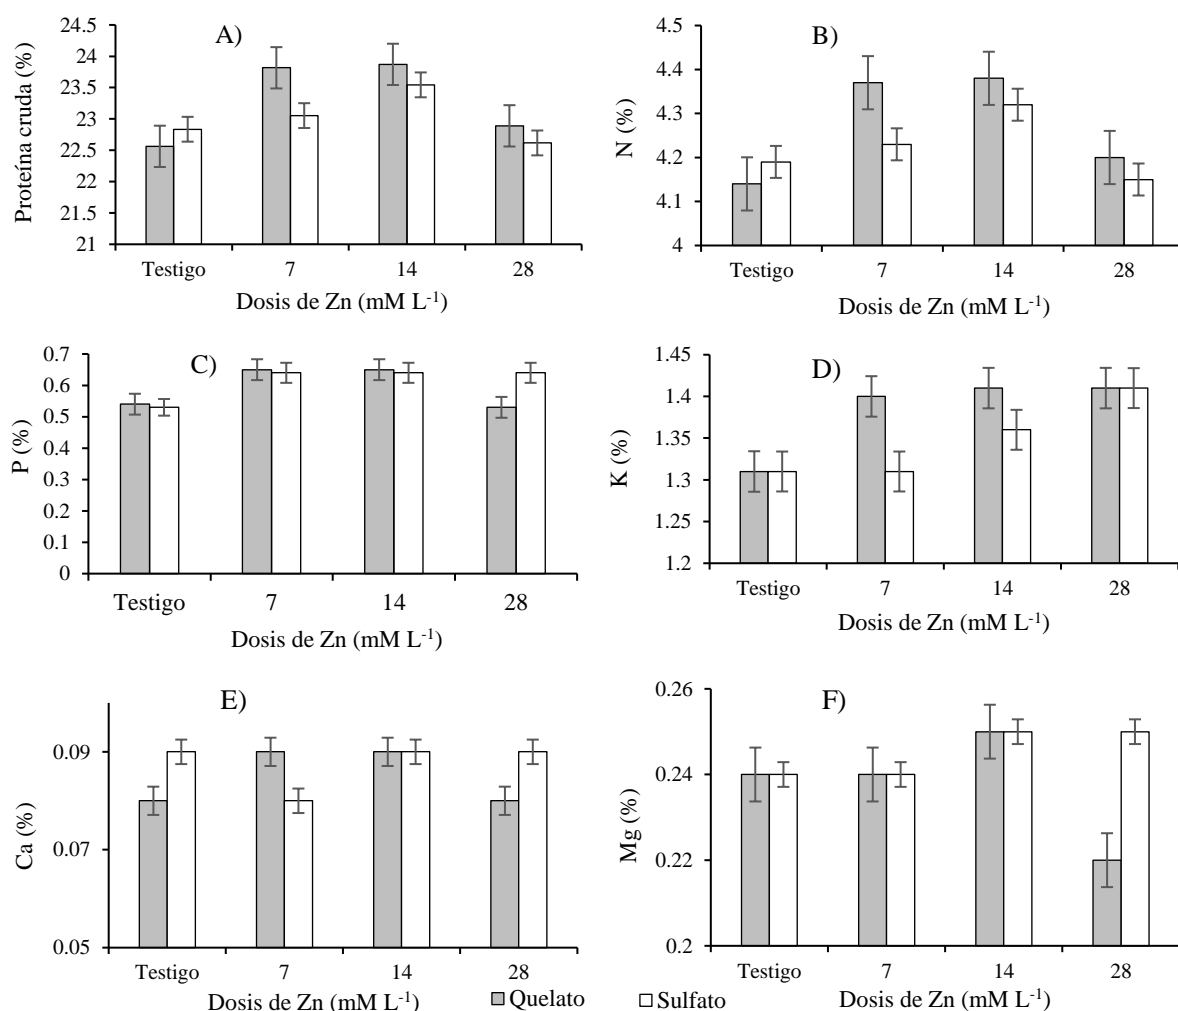 A)
Proteína cruda (%)
24.5
24
23.5
23
22.5
22
21.5
21
Testigo 7 14 28
Dosis de Zn (mM L-1)
B)
N (%)
4.5
4.4
4.3
4.2
4.1
4
Testigo 7 14 28
Dosis de Zn (mM L-1)
C)
P (%)
0.7
0.6
0.5
0.4
0.3
0.2
0.1
0
Testigo 7 14 28
Dosis de Zn (mM L-1)
D)
K (%)
1.45
1.4
1.35
1.3
1.25
1.2
Testigo 7 14 28
Dosis de Zn (mM L-1)
E)
Ca (%)
0.09
0.07
0.05
Testigo 7 14 28
Dosis de Zn (mM L-1)
F)
Mg (%)
0.26
0.24
0.22
0.2
Testigo 7 14 28
Dosis de Zn (mM L-1)
Quelato Sulfato